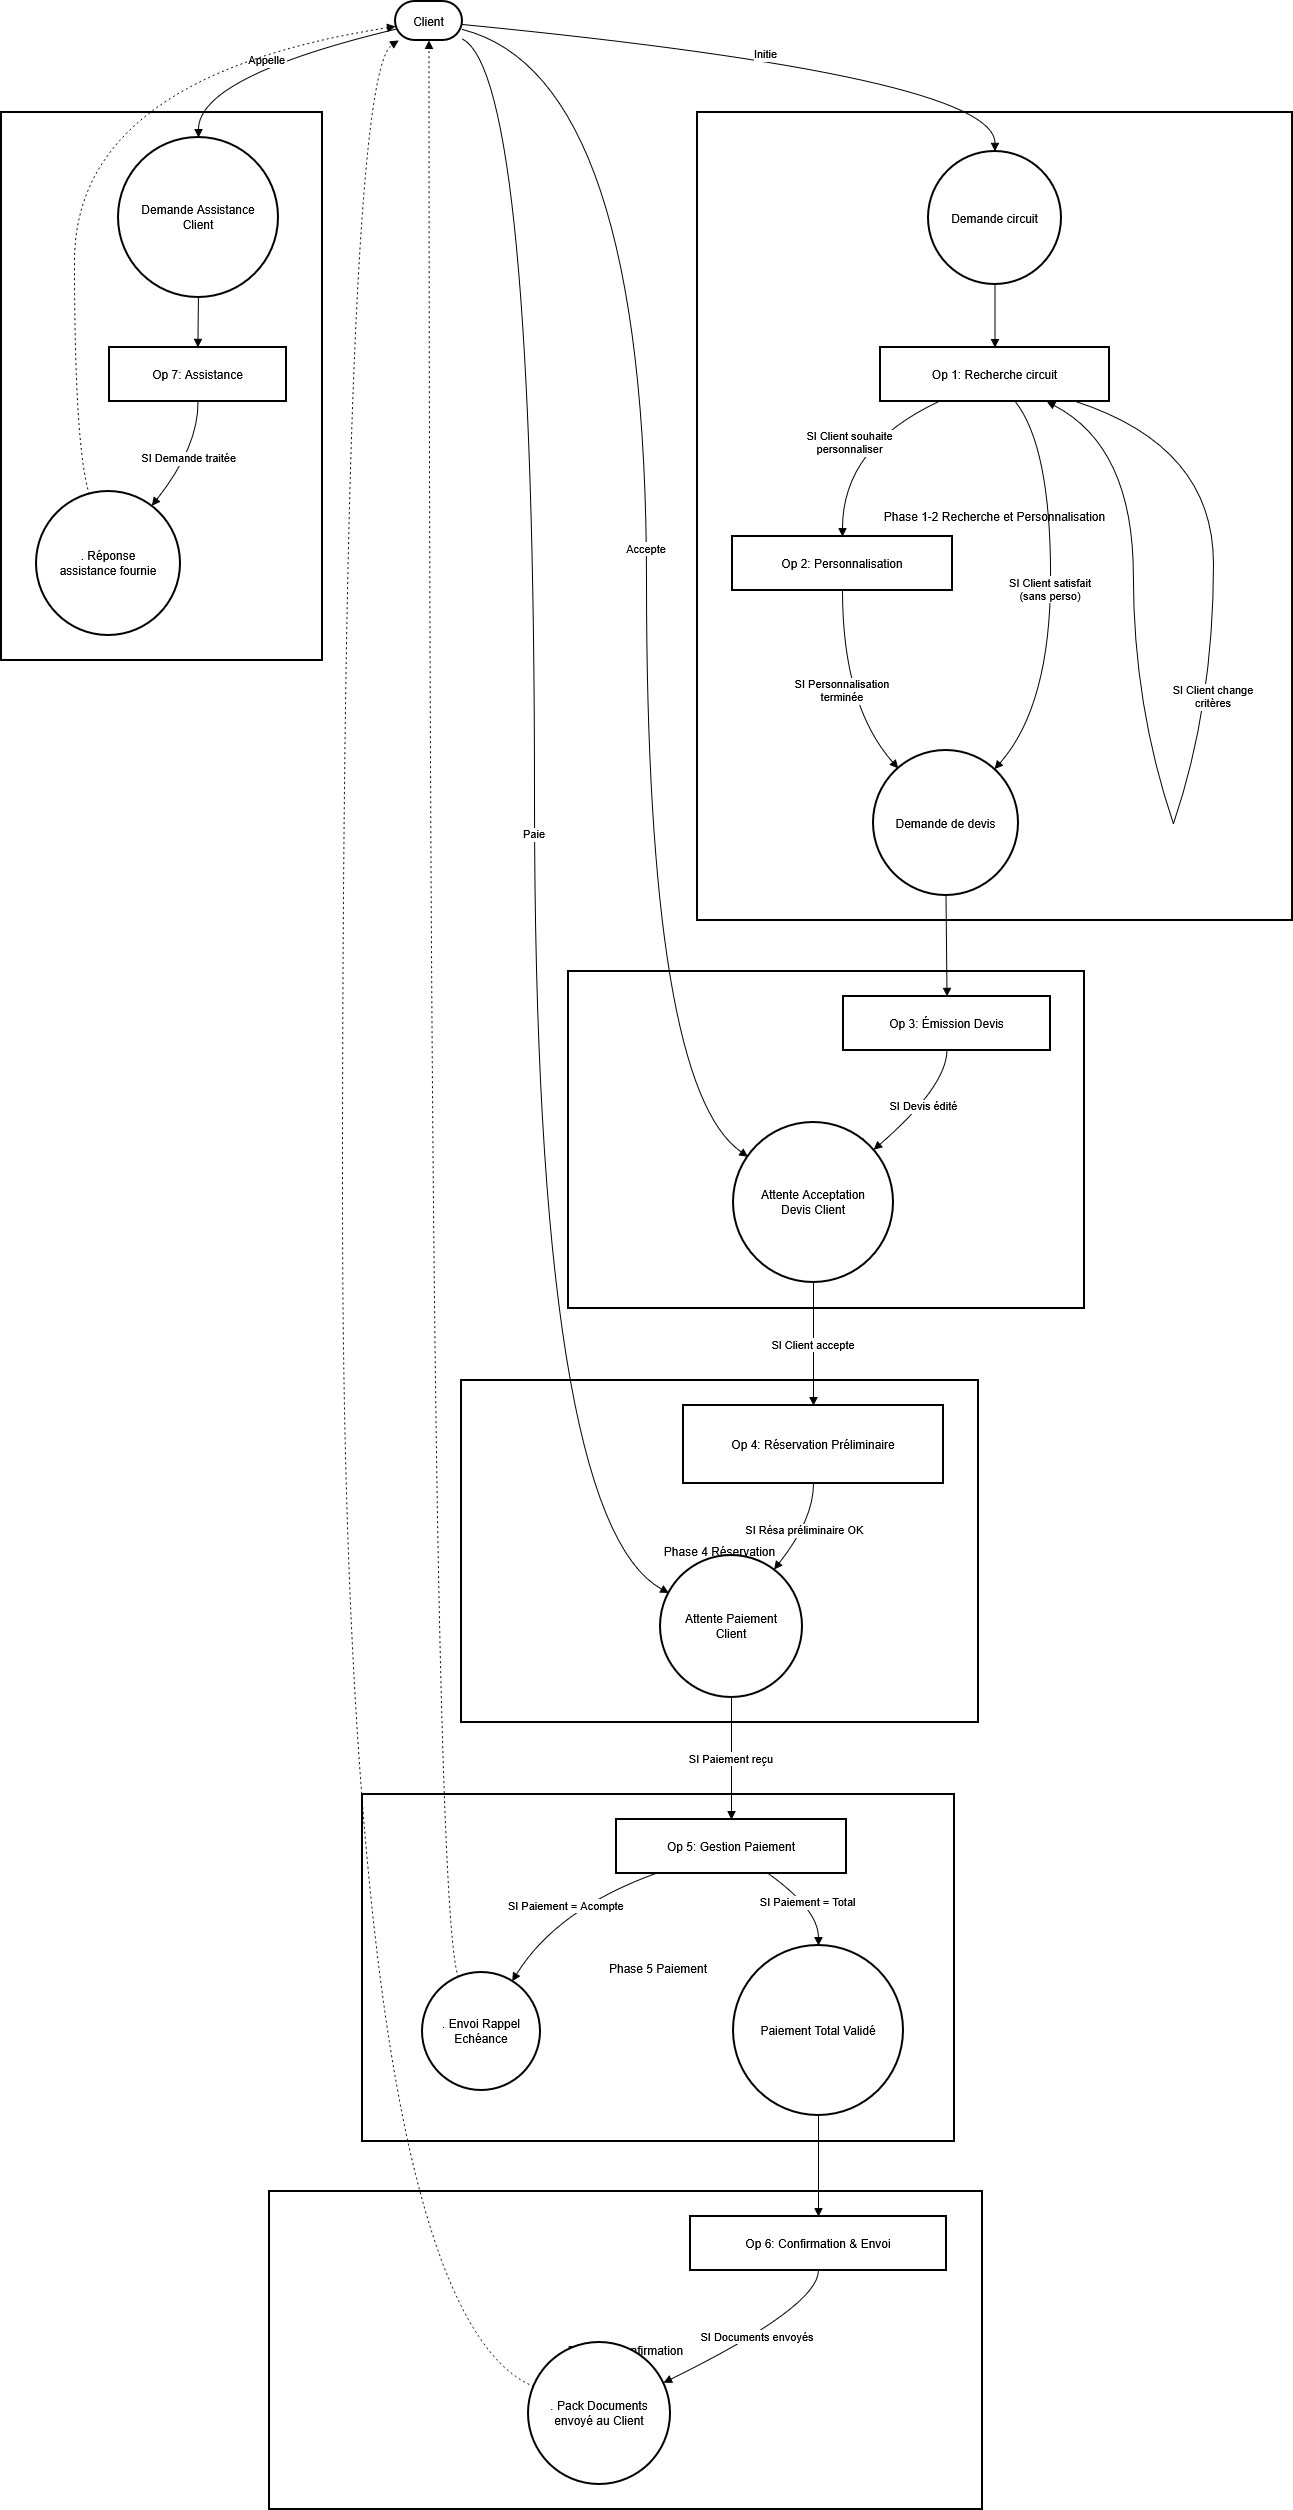 Client
Appelle
Initie
Demande Assistance
Client
Demande circuit
Op 7: Assistance
Op 1: Recherche circuit
SI Client souhaite
personnaliser
SI Demande traitée
Phase 1-2 Recherche et Personnalisation
Accepte
. Réponse
assistance fournie
Op 2: Personnalisation
SI Client satisfait
(sans perso)
SI Personnalisation
terminée
SI Client change
critères
Paie
Demande de devis
Op 3: Émission Devis
SI Devis édité
Attente Acceptation
Devis Client
SI Client accepte
Op 4: Réservation Préliminaire
SI Résa préliminaire OK
Phase 4 Réservation
Attente Paiement
Client
SI Paiement reçu
Op 5: Gestion Paiement
SI Paiement = Acompte
SI Paiement = Total
Phase 5 Paiement
. Envoi Rappel
Echéance
Paiement Total Validé
Op 6: Confirmation & Envoi
SI Documents envoyés
. Pack Documents
envoyé au Client